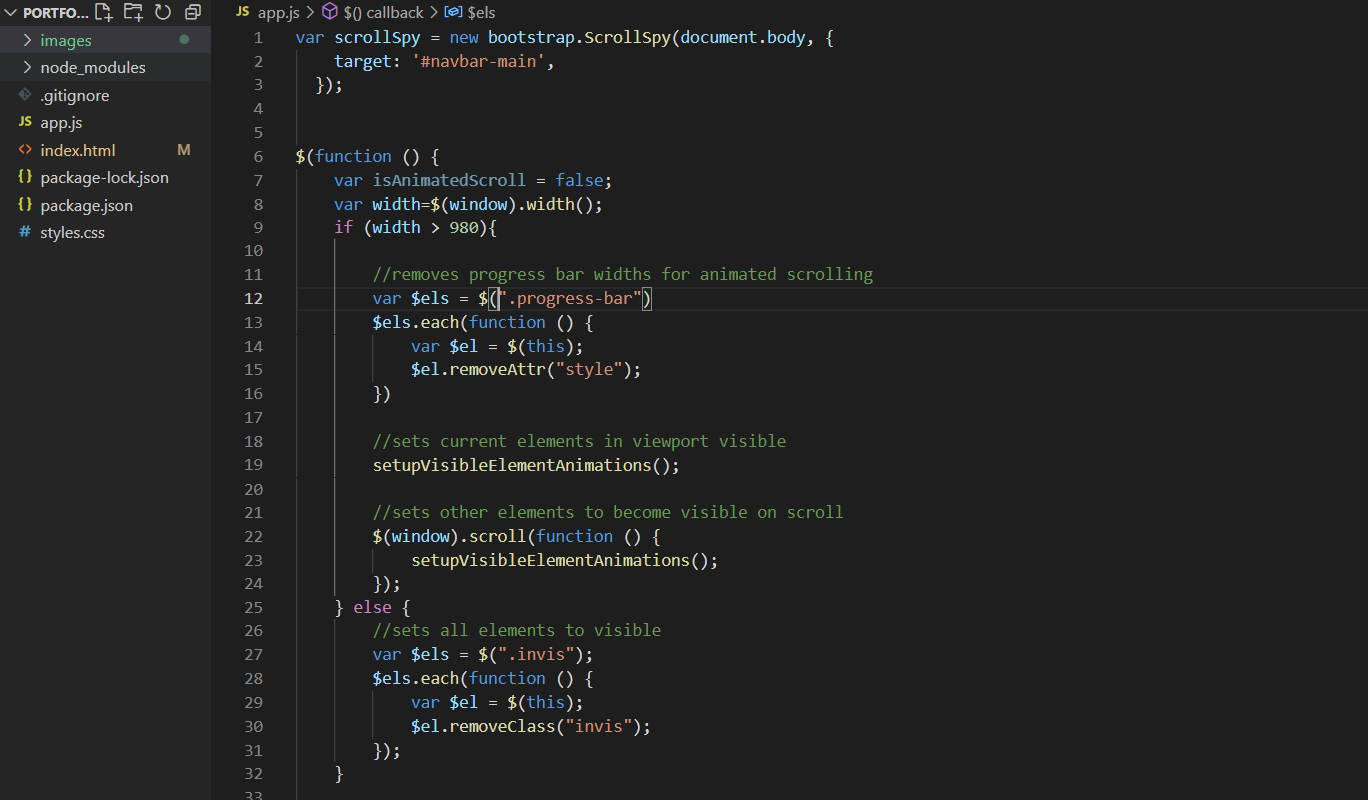 PORTFO...
images
node_modules
.gitignore
JS app.js
<> index.html M
{} package-lock.json
{} package.json
# styles.css
JS app.js > $() callback > $els
1 var scrollSpy = new bootstrap.ScrollSpy(document.body, {
2     target: '#navbar-main',
3   });
4
5
6 $(function () {
7     var isAnimatedScroll = false;
8     var width=$(window).width();
9     if (width > 980){
10
11         //removes progress bar widths for animated scrolling
12         var $els = $(".progress-bar")
13         $els.each(function () {
14             var $el = $(this);
15             $el.removeAttr("style");
16         })
17
18         //sets current elements in viewport visible
19         setupVisibleElementAnimations();
20
21         //sets other elements to become visible on scroll
22         $(window).scroll(function () {
23             setupVisibleElementAnimations();
24         });
25     } else {
26         //sets all elements to visible
27         var $els = $(".invis");
28         $els.each(function () {
29             var $el = $(this);
30             $el.removeClass("invis");
31         });
32     }
33